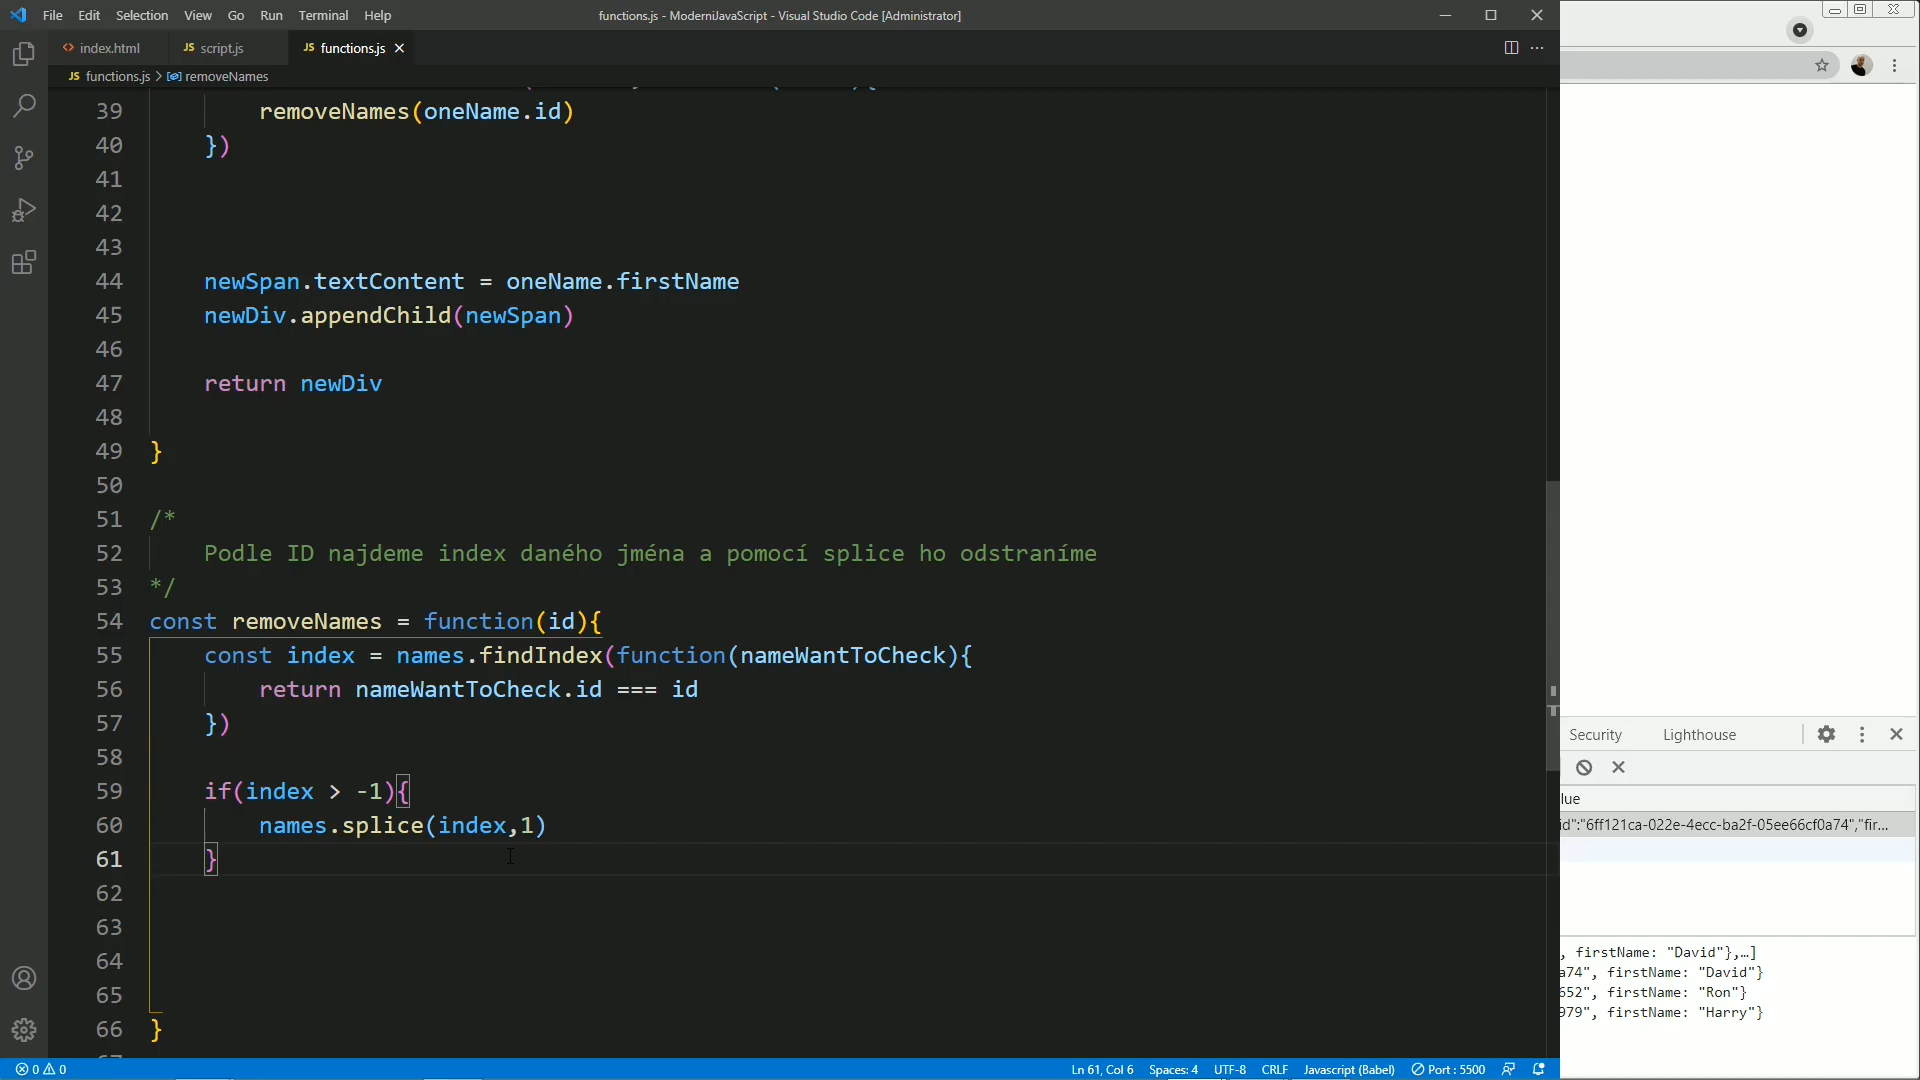 File Edit Selection View Go Run Terminal Help functions.js - ModerniJavaScript - Visual Studio Code [Administrator]
<> index.html JS script.js JS functions.js
JS functions.js > removeNames
39 removeNames(oneName.id)
40 })
41
42
43
44 newSpan.textContent = oneName.firstName
45 newDiv.appendChild(newSpan)
46
47 return newDiv
48
49 }
50
51 /*
52 Podle ID najdeme index daného jména a pomocí splice ho odstraníme
53 */
54 const removeNames = function(id){
55 const index = names.findIndex(function(nameWantToCheck){
56 return nameWantToCheck.id === id
57 })
58
59 if(index > -1){
60 names.splice(index,1)
61 }
62
63
64
65
66 }
Security Lighthouse
lue
id":"6ff121ca-022e-4ecc-ba2f-05ee66cf0a74","fir...
, firstName: "David"},…]
a74", firstName: "David"}
652", firstName: "Ron"}
979", firstName: "Harry"}
0 0 Ln 61, Col 6 Spaces: 4 UTF-8 CRLF Javascript (Babel) Port : 5500